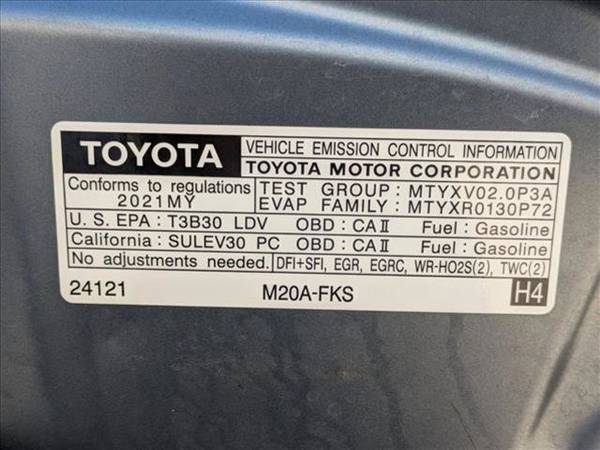 TOYOTA
VEHICLE EMISSION CONTROL INFORMATION
TOYOTA MOTOR CORPORATION
Conforms to regulations
2021MY
TEST GROUP : MTYXV02.0P3A
EVAP FAMILY : MTYXR0130P72
U. S. EPA : T3B30 LDV OBD : CAⅡ Fuel : Gasoline
California : SULEV30 PC OBD : CAⅡ Fuel : Gasoline
No adjustments needed. DFI+SFI, EGR, EGRC, WR-HO2S(2), TWC(2)
24121 M20A-FKS H4